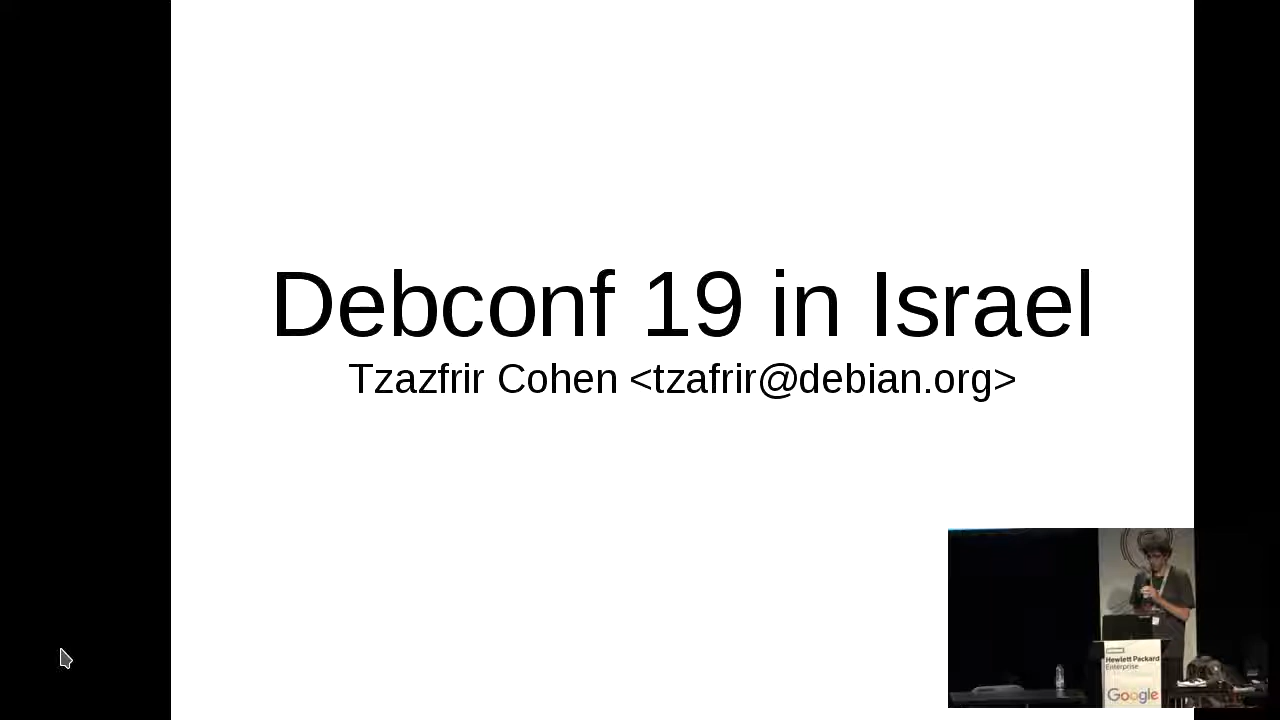 Debconf 19 in Israel
Tzazfrir Cohen <tzafrir@debian.org>
Hewlett Packard
Enterprise
Google